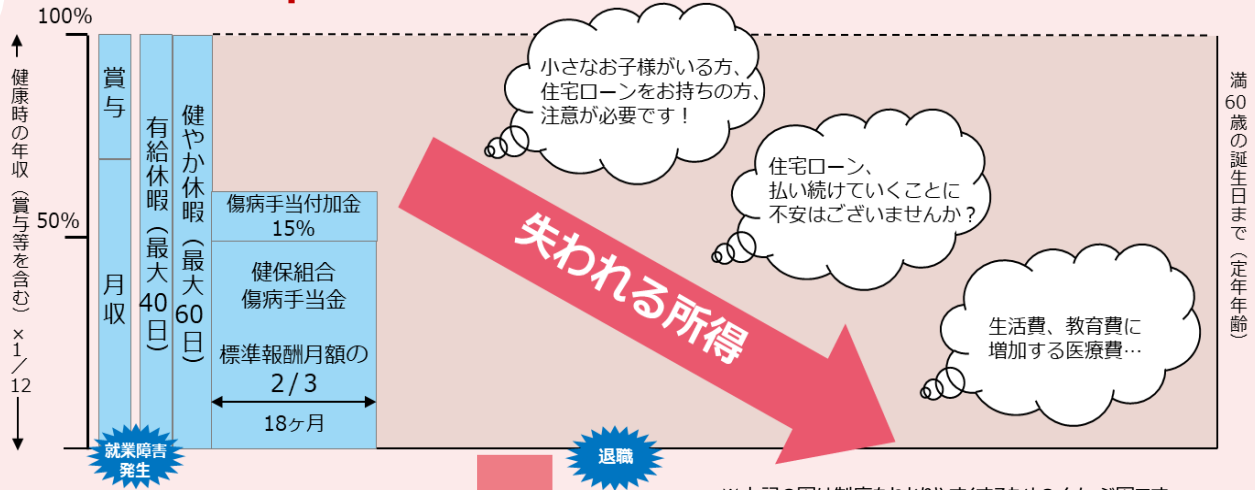 100%
50%
健康時の年収（賞与等を含む）×1／12
賞与
月収
有給休暇（最大40日）
健やか休暇（最大60日）
傷病手当付加金
15%
健保組合
傷病手当金
標準報酬月額の
2/3
18ヶ月
就業障害
発生
失われる所得
小さなお子様がいる方、
住宅ローンをお持ちの方、
注意が必要です！
住宅ローン、
払い続けていくことに
不安はございませんか？
生活費、教育費に
増加する医療費…
満60歳の誕生日まで（定年年齢）
退職